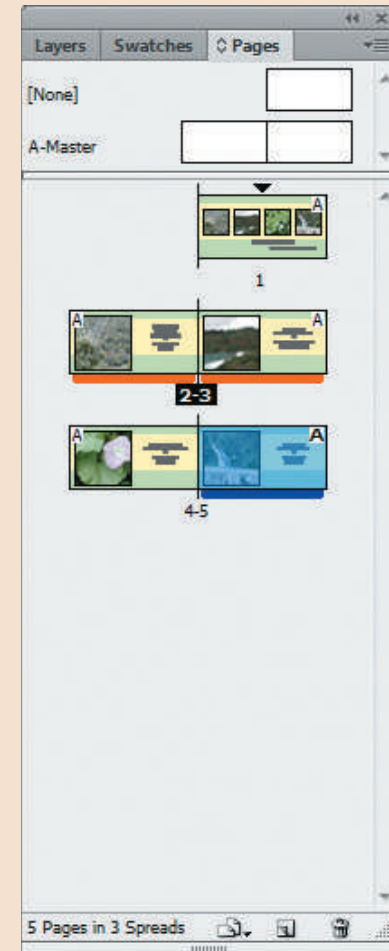 Layers Swatches Pages
[None]
A-Master
A
1
A A
2-3
A A
4-5
5 Pages in 3 Spreads